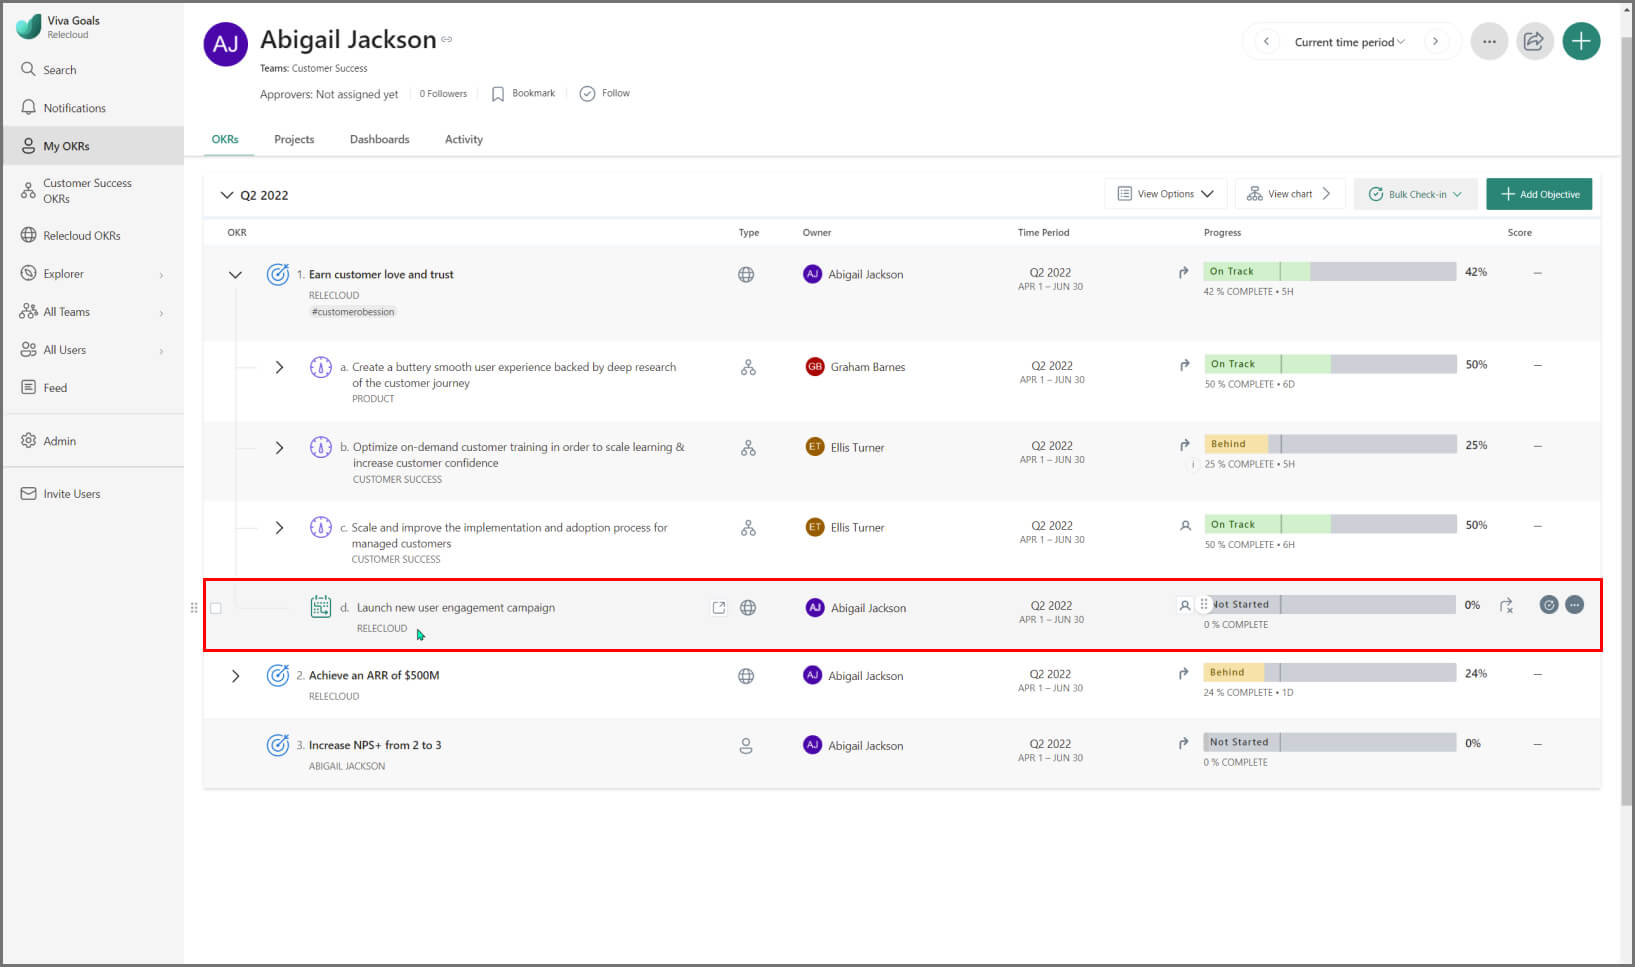 Viva Goals
Relecloud
Search
Notifications
My OKRs
Customer Success
OKRs
Relecloud OKRs
Explorer
All Teams
All Users
Feed
Admin
Invite Users
AJ
Abigail Jackson
Teams: Customer Success
Approvers: Not assigned yet
0 Followers
Bookmark
Follow
Current time period
OKRs
Projects
Dashboards
Activity
Q2 2022
View Options
View chart
Bulk Check-in
Add Objective
OKR
Type
Owner
Time Period
Progress
Score
1. Earn customer love and trust
RELECLOUD
#customerobession
AJ Abigail Jackson
Q2 2022
APR 1 – JUN 30
On Track
42%
42 % COMPLETE • 5H
–
a. Create a buttery smooth user experience backed by deep research
of the customer journey
PRODUCT
GB Graham Barnes
Q2 2022
APR 1 – JUN 30
On Track
50%
50 % COMPLETE • 6D
–
b. Optimize on-demand customer training in order to scale learning &
increase customer confidence
CUSTOMER SUCCESS
ET Ellis Turner
Q2 2022
APR 1 – JUN 30
Behind
25%
25 % COMPLETE • 5H
–
c. Scale and improve the implementation and adoption process for
managed customers
CUSTOMER SUCCESS
ET Ellis Turner
Q2 2022
APR 1 – JUN 30
On Track
50%
50 % COMPLETE • 6H
–
d. Launch new user engagement campaign
RELECLOUD
AJ Abigail Jackson
Q2 2022
APR 1 – JUN 30
Not Started
0%
0 % COMPLETE
2. Achieve an ARR of $500M
RELECLOUD
AJ Abigail Jackson
Q2 2022
APR 1 – JUN 30
Behind
24%
24 % COMPLETE • 1D
–
3. Increase NPS+ from 2 to 3
ABIGAIL JACKSON
AJ Abigail Jackson
Q2 2022
APR 1 – JUN 30
Not Started
0%
0 % COMPLETE
–